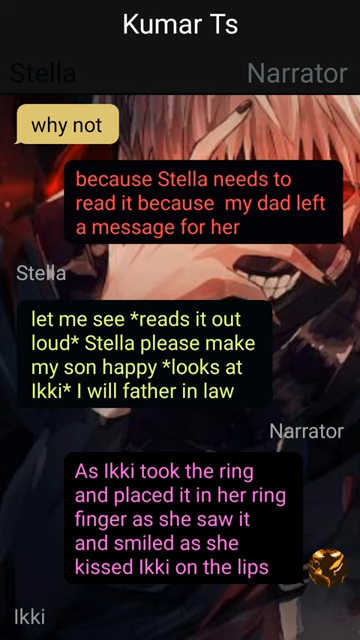 Kumar Ts
Stella
Narrator
why not
because Stella needs to
read it because  my dad left
a message for her
Stella
let me see *reads it out
loud* Stella please make
my son happy *looks at
Ikki* I will father in law
Narrator
As Ikki took the ring
and placed it in her ring
finger as she saw it
and smiled as she
kissed Ikki on the lips
Ikki